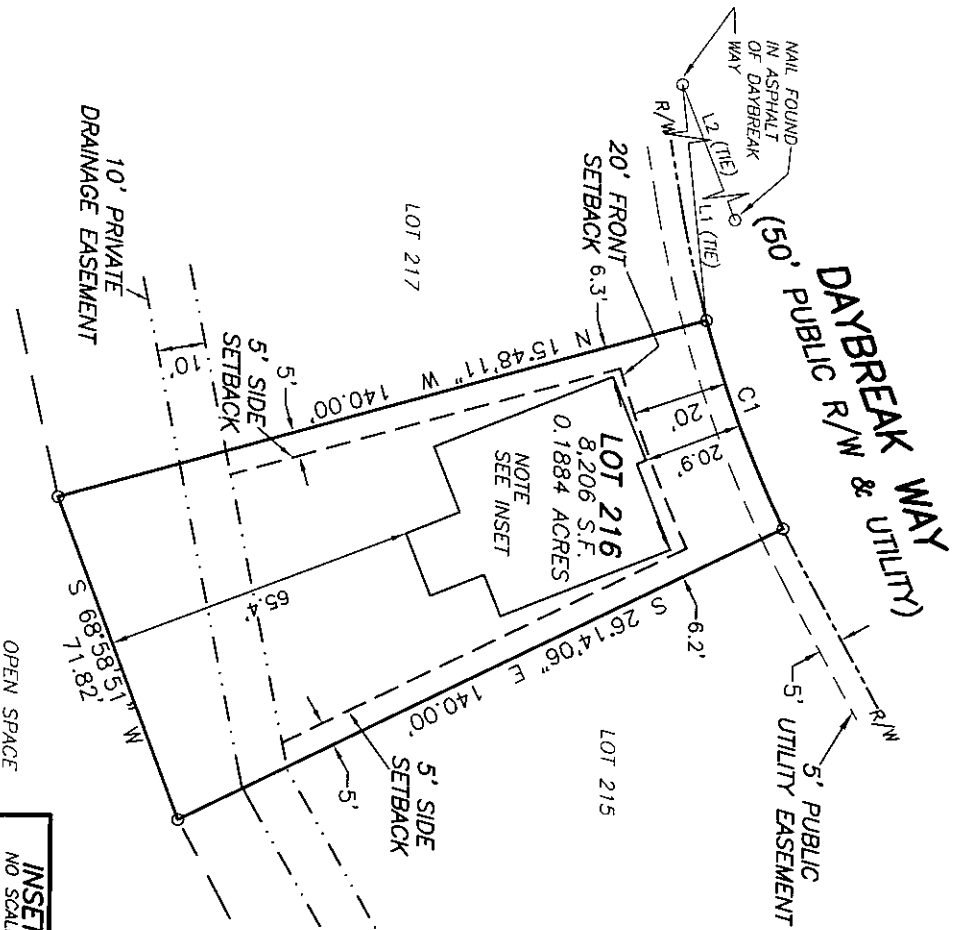 DAYBREAK WAY
(50' PUBLIC R/W & UTILITY)
NAIL FOUND
IN ASPHALT
OF DAYBREAK
WAY
R/W
L2 (TIE)
L1 (TIE)
C1
R/W
5' PUBLIC
5' UTILITY EASEMENT
20' FRONT
SETBACK
6.3'
20'
20.9'
LOT 217
N 15°48'11" W 140.00'
LOT 216
8,206 S.F.
0.1884 ACRES
NOTE
SEE INSET
6.2'
S 26°14'06" E 140.00'
LOT 215
10' PRIVATE
DRAINAGE EASEMENT
10'
5'
5' SIDE
SETBACK
65.4'
5' SIDE
SETBACK
5'
S 68°58'51" W
71.82'
OPEN SPACE
INSET
NO SCAL